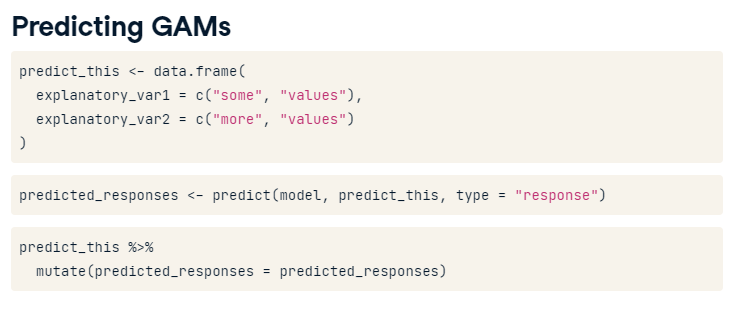 Predicting GAMs
predict_this <- data.frame(
  explanatory_var1 = c("some", "values"),
  explanatory_var2 = c("more", "values")
)
predicted_responses <- predict(model, predict_this, type = "response")
predict_this %>%
  mutate(predicted_responses = predicted_responses)